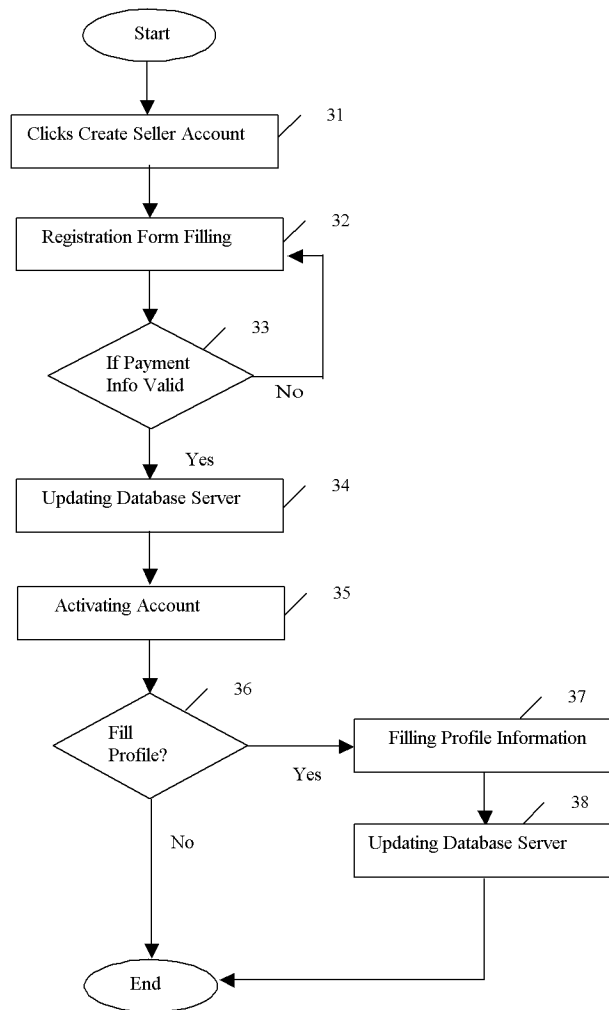 Start
31
Clicks Create Seller Account
32
Registration Form Filling
33
If Payment
Info Valid
No
Yes
34
Updating Database Server
35
Activating Account
36
37
Fill
Profile?
Filling Profile Information
Yes
38
No
Updating Database Server
End